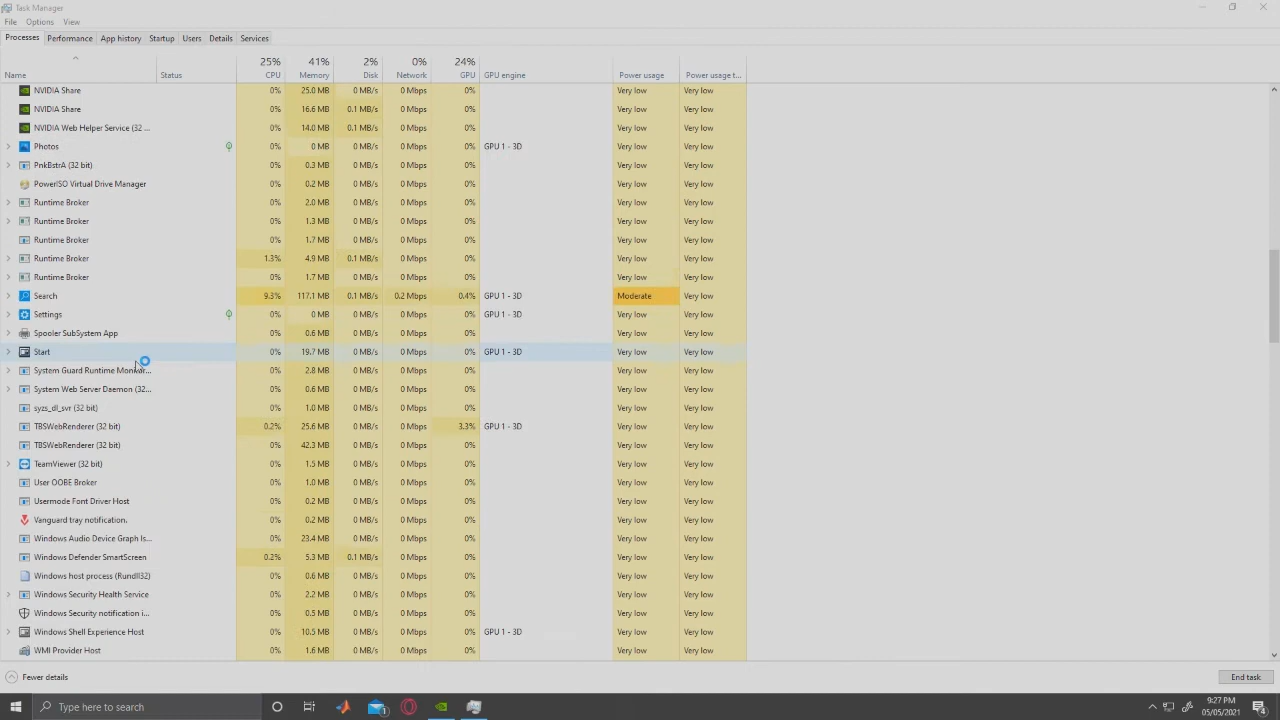 Task Manager
File Options View
Processes Performance App history Startup Users Details Services
25% 41% 2% 0% 24%
Name Status CPU Memory Disk Network GPU GPU engine Power usage Power usage t...
NVIDIA Share 0% 25.0 MB 0 MB/s 0 Mbps 0% Very low Very low
NVIDIA Share 0% 16.6 MB 0.1 MB/s 0 Mbps 0% Very low Very low
NVIDIA Web Helper Service (32 ... 0% 14.0 MB 0.1 MB/s 0 Mbps 0% Very low Very low
Photos 0% 0 MB 0 MB/s 0 Mbps 0% GPU 1 - 3D Very low Very low
PnkBstrA (32 bit) 0% 0.3 MB 0 MB/s 0 Mbps 0% Very low Very low
PowerISO Virtual Drive Manager 0% 0.2 MB 0 MB/s 0 Mbps 0% Very low Very low
Runtime Broker 0% 2.0 MB 0 MB/s 0 Mbps 0% Very low Very low
Runtime Broker 0% 1.3 MB 0 MB/s 0 Mbps 0% Very low Very low
Runtime Broker 0% 1.7 MB 0 MB/s 0 Mbps 0% Very low Very low
Runtime Broker 1.3% 4.9 MB 0.1 MB/s 0 Mbps 0% Very low Very low
Runtime Broker 0% 1.7 MB 0 MB/s 0 Mbps 0% Very low Very low
Search 9.3% 117.1 MB 0.1 MB/s 0.2 Mbps 0.4% GPU 1 - 3D Moderate Very low
Settings 0% 0 MB 0 MB/s 0 Mbps 0% GPU 1 - 3D Very low Very low
Spooler SubSystem App 0% 0.6 MB 0 MB/s 0 Mbps 0% Very low Very low
Start 0% 19.7 MB 0 MB/s 0 Mbps 0% GPU 1 - 3D Very low Very low
System Guard Runtime Monitor... 0% 2.8 MB 0 MB/s 0 Mbps 0% Very low Very low
System Web Server Daemon (32... 0% 0.6 MB 0 MB/s 0 Mbps 0% Very low Very low
syzs_dl_svr (32 bit) 0% 1.0 MB 0 MB/s 0 Mbps 0% Very low Very low
TBSWebRenderer (32 bit) 0.2% 25.6 MB 0 MB/s 0 Mbps 3.3% GPU 1 - 3D Very low Very low
TBSWebRenderer (32 bit) 0% 42.3 MB 0 MB/s 0 Mbps 0% Very low Very low
TeamViewer (32 bit) 0% 1.5 MB 0 MB/s 0 Mbps 0% Very low Very low
User OOBE Broker 0% 1.0 MB 0 MB/s 0 Mbps 0% Very low Very low
Usermode Font Driver Host 0% 0.2 MB 0 MB/s 0 Mbps 0% Very low Very low
Vanguard tray notification. 0% 0.2 MB 0 MB/s 0 Mbps 0% Very low Very low
Windows Audio Device Graph Is... 0% 23.4 MB 0 MB/s 0 Mbps 0% Very low Very low
Windows Defender SmartScreen 0.2% 5.3 MB 0.1 MB/s 0 Mbps 0% Very low Very low
Windows host process (Rundll32) 0% 0.6 MB 0 MB/s 0 Mbps 0% Very low Very low
Windows Security Health Service 0% 2.2 MB 0 MB/s 0 Mbps 0% Very low Very low
Windows Security notification i... 0% 0.5 MB 0 MB/s 0 Mbps 0% Very low Very low
Windows Shell Experience Host 0% 10.5 MB 0 MB/s 0 Mbps 0% GPU 1 - 3D Very low Very low
WMI Provider Host 0% 1.6 MB 0 MB/s 0 Mbps 0% Very low Very low
Fewer details End task
Type here to search 1 9:27 PM 4
05/05/2021